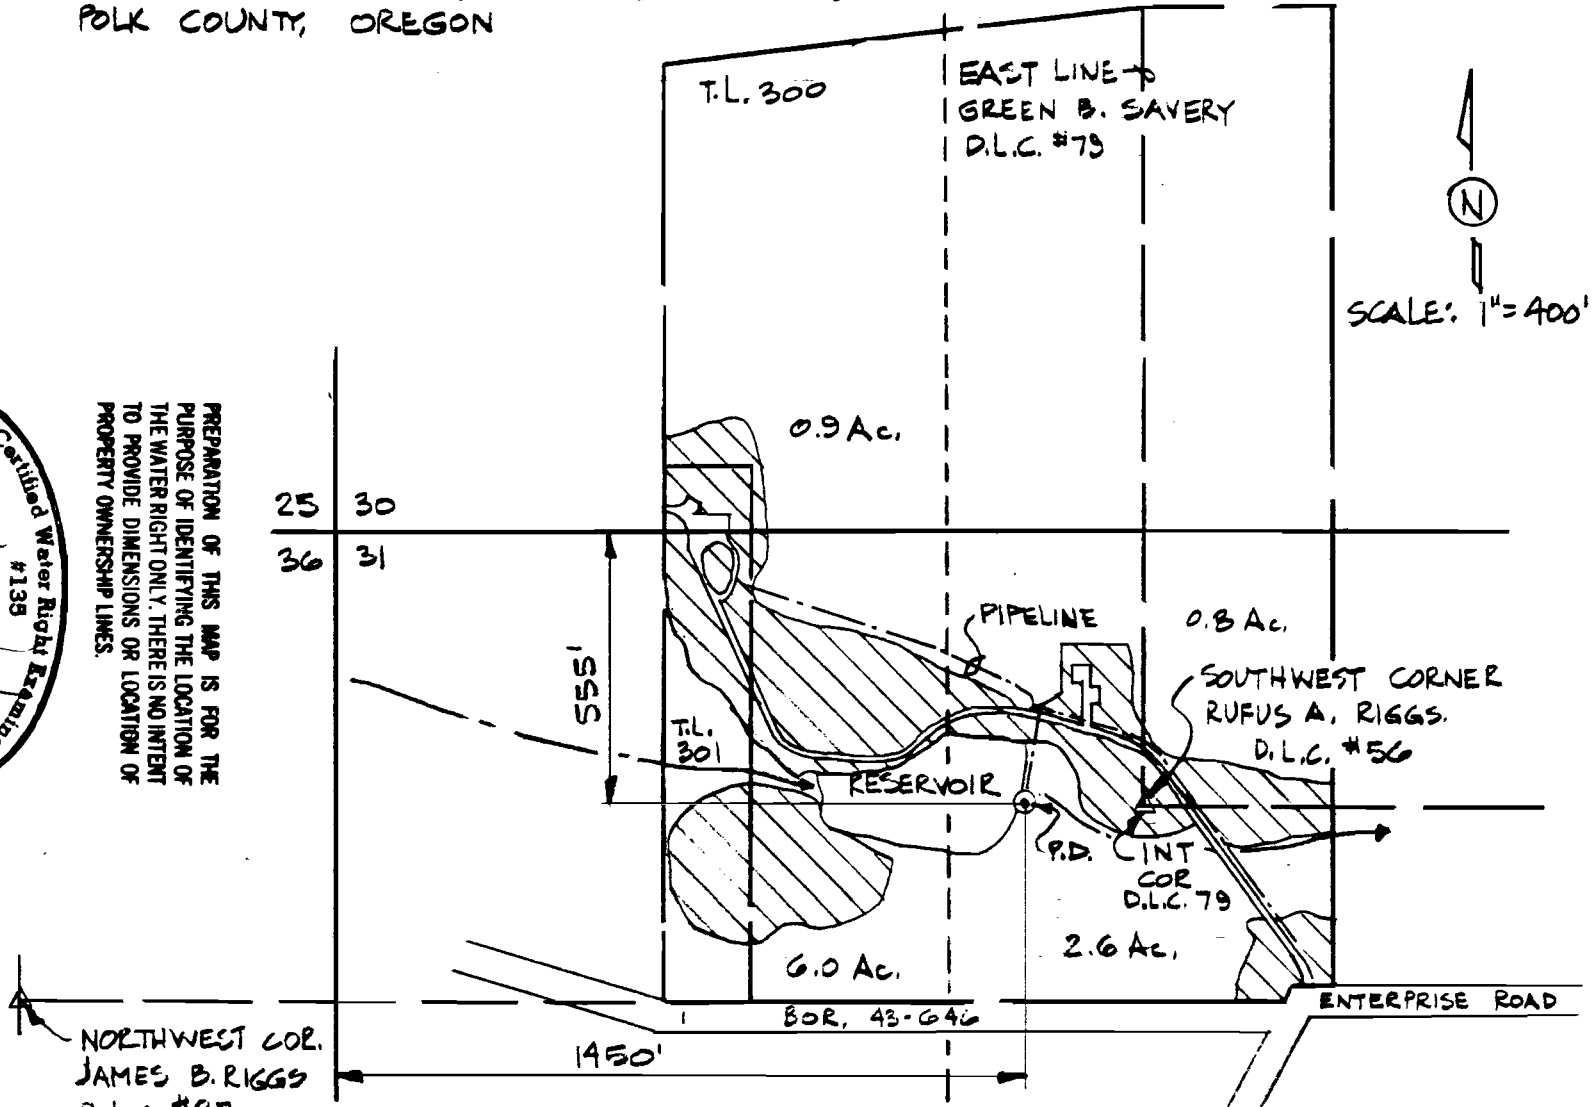 POLK COUNTY, OREGON
T.L. 300
EAST LINE
GREEN B. SAVERY
D.L.C. #79
N
SCALE: 1"=400'
PREPARATION OF THIS MAP IS FOR THE
PURPOSE OF IDENTIFYING THE LOCATION OF
THE WATER RIGHT ONLY. THERE IS NO INTENT
TO PROVIDE DIMENSIONS OR LOCATION OF
PROPERTY OWNERSHIP LINES.
Certified Water Right
#135
0.9 Ac.
25 30
36 31
555'
PIPELINE
0.8 Ac.
SOUTHWEST CORNER
RUFUS A. RIGGS.
D.L.C. #56
T.L.
301
RESERVOIR
P.D.
INT
COR
D.L.C. 79
6.0 Ac.
2.6 Ac.
BOR. 43-646
ENTERPRISE ROAD
NORTHWEST COR.
JAMES B. RIGGS
1450'